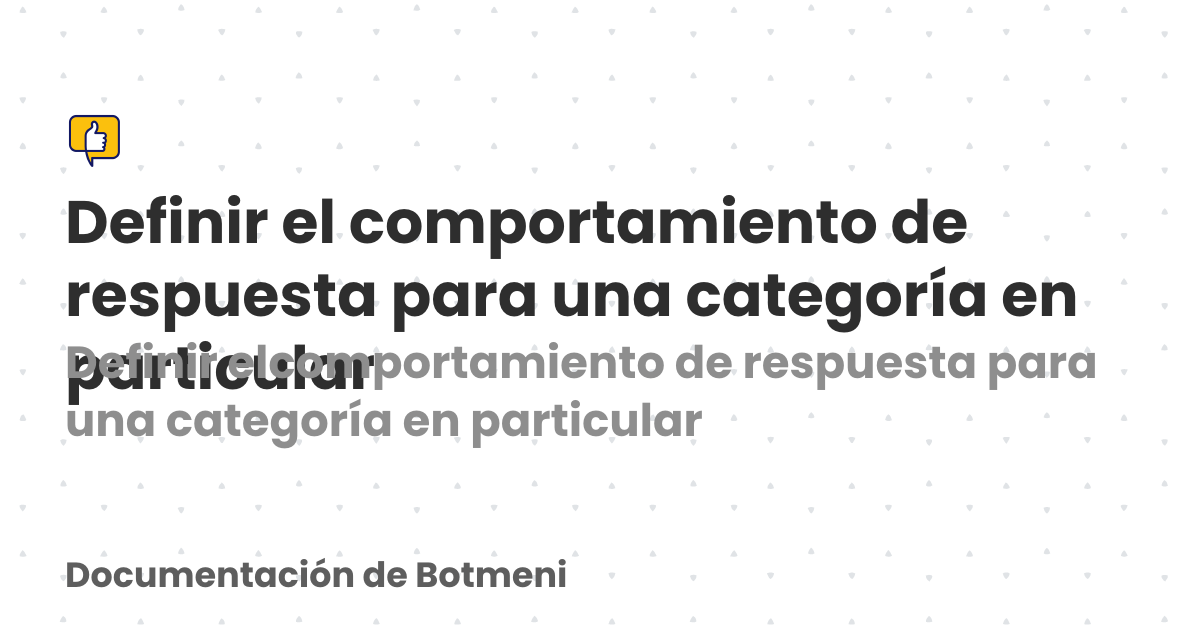 Definir el comportamiento de
respuesta para una categoría en
particular
Definir el comportamiento de respuesta para
una categoría en particular
Documentación de Botmeni